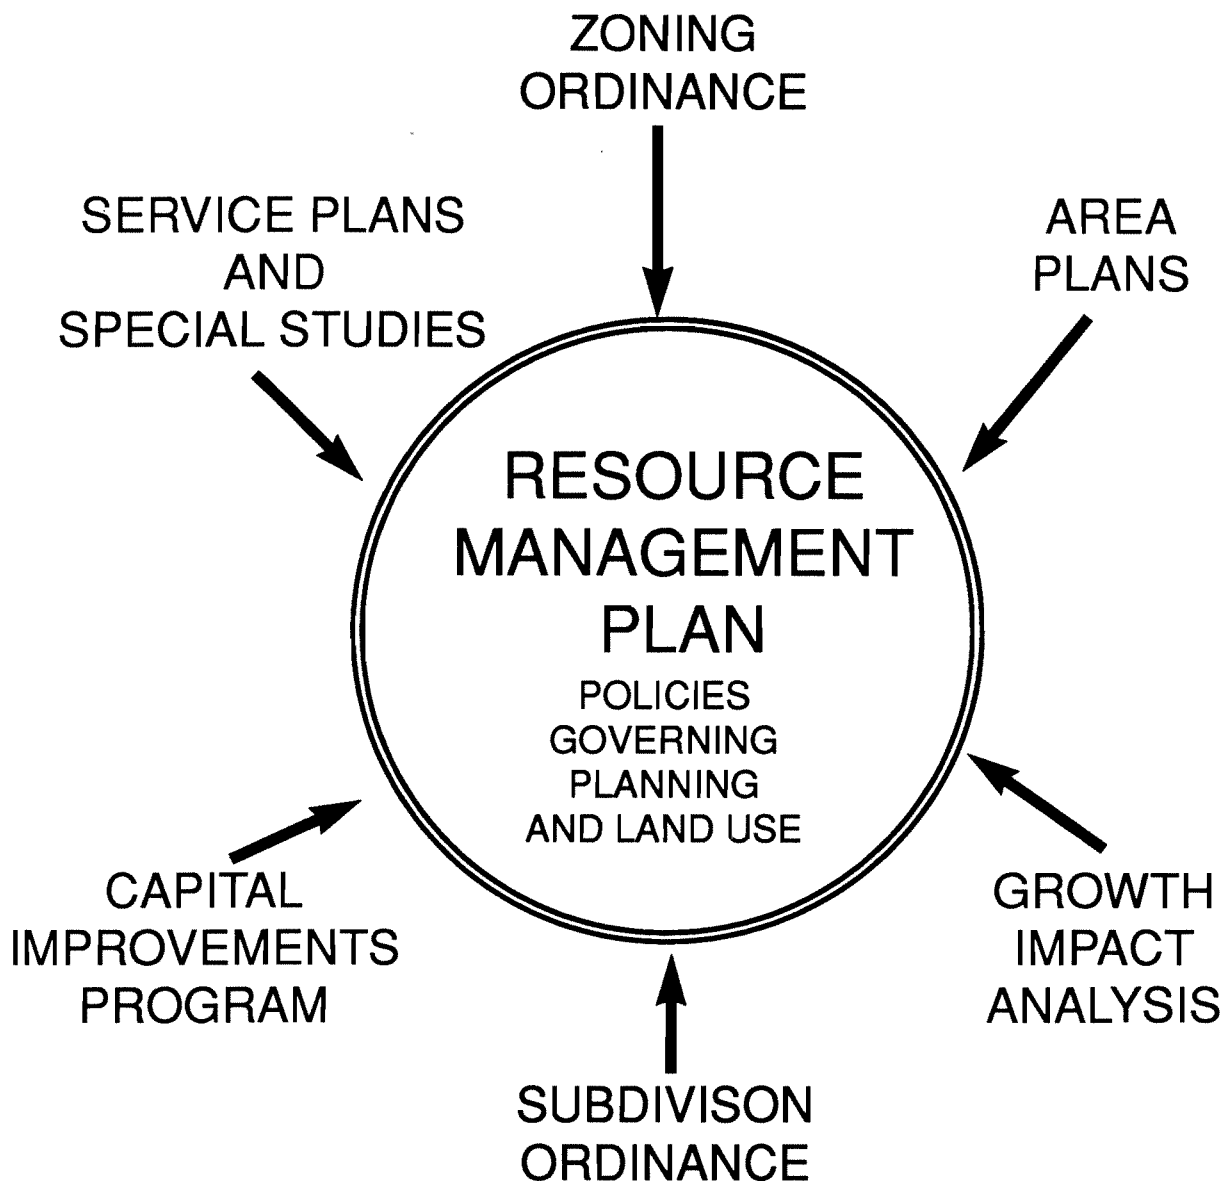 ZONING
ORDINANCE
SERVICE PLANS
AND
SPECIAL STUDIES
AREA
PLANS
RESOURCE
MANAGEMENT
PLAN
POLICIES
GOVERNING
PLANNING
AND LAND USE
CAPITAL
IMPROVEMENTS
PROGRAM
GROWTH
IMPACT
ANALYSIS
SUBDIVISON
ORDINANCE